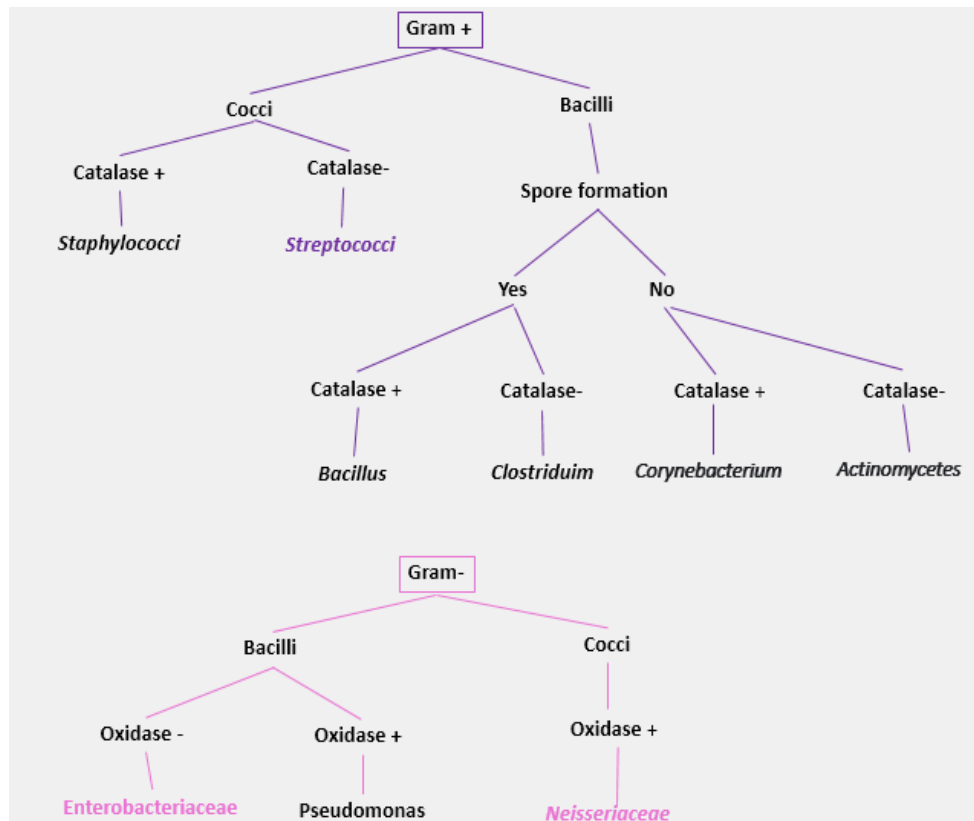 Gram +
Cocci
Bacilli
Catalase +
Catalase-
Spore formation
Staphylococci
Streptococci
Yes
No
Catalase +
Catalase-
Catalase +
Catalase-
Bacillus
Clostriduim
Corynebacterium
Actinomycetes
Gram-
Bacilli
Cocci
Oxidase -
Oxidase +
Oxidase +
Enterobacteriaceae
Pseudomonas
Neisseriaceae